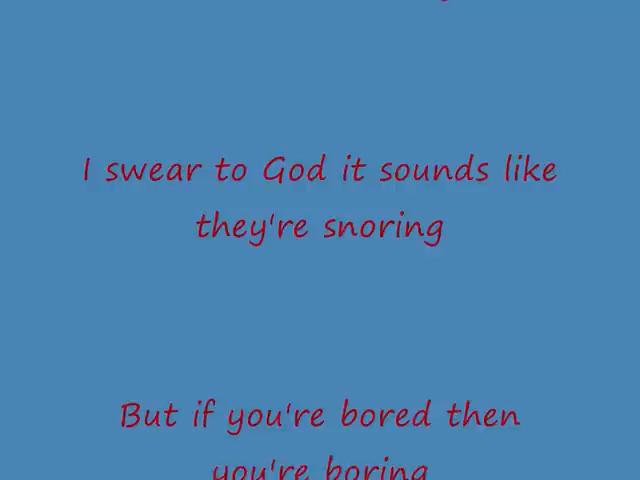 I swear to God it sounds like
they're snoring
But if you're bored then
you're boring